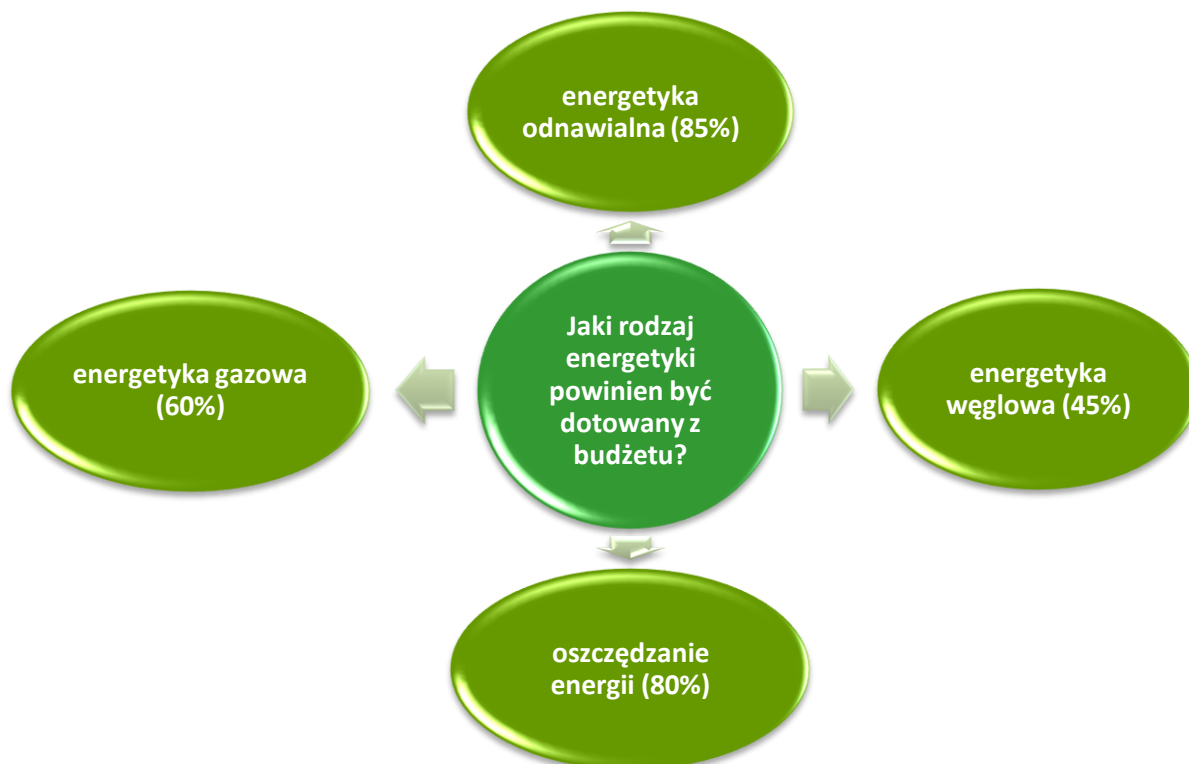 energetyka
odnawialna (85%)
energetyka gazowa
(60%)
Jaki rodzaj
energetyki
powinien być
dotowany z
budżetu?
energetyka
węglowa (45%)
oszczędzanie
energii (80%)